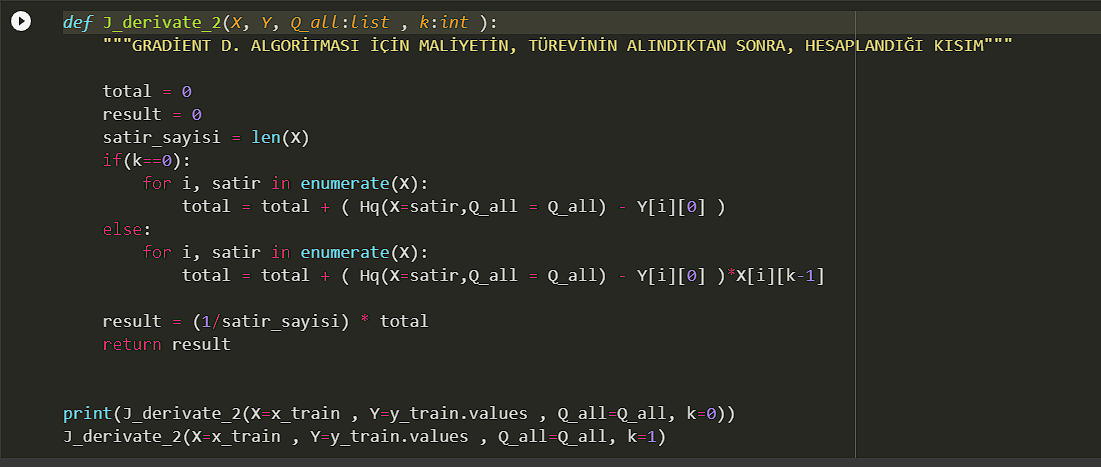 def J_derivate_2(X, Y, Q_all:list , k:int ):
"""GRADİENT D. ALGORİTMASI İÇİN MALİYETİN, TÜREVİNİN ALINDIKTAN SONRA, HESAPLANDIĞI KISIM"""
total = 0
result = 0
satir_sayisi = len(X)
if(k==0):
for i, satir in enumerate(X):
total = total + ( Hq(X=satir,Q_all = Q_all) - Y[i][0] )
else:
for i, satir in enumerate(X):
total = total + ( Hq(X=satir,Q_all = Q_all) - Y[i][0] )*X[i][k-1]
result = (1/satir_sayisi) * total
return result
print(J_derivate_2(X=x_train , Y=y_train.values , Q_all=Q_all, k=0))
J_derivate_2(X=x_train , Y=y_train.values , Q_all=Q_all, k=1)